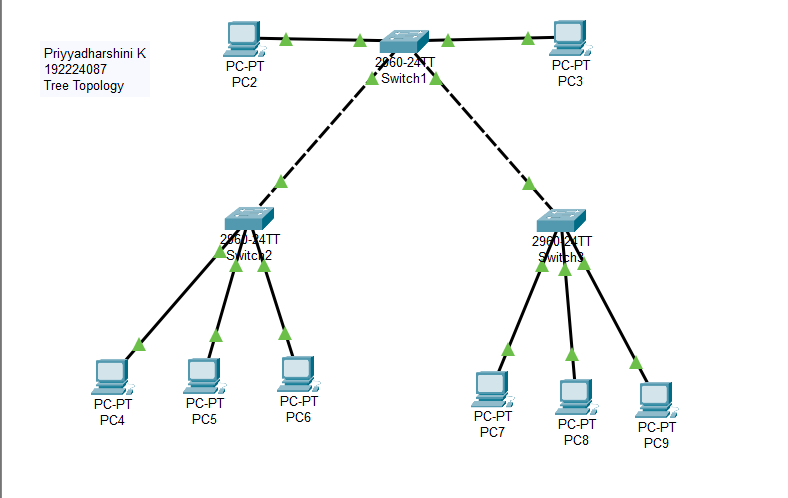 Priyyadharshini K
192224087
Tree Topology
PC-PT
PC2
2960-24TT
Switch1
PC-PT
PC3
2960-24TT
Switch2
2960-24TT
Switch3
PC-PT
PC4
PC-PT
PC5
PC-PT
PC6
PC-PT
PC7
PC-PT
PC8
PC-PT
PC9